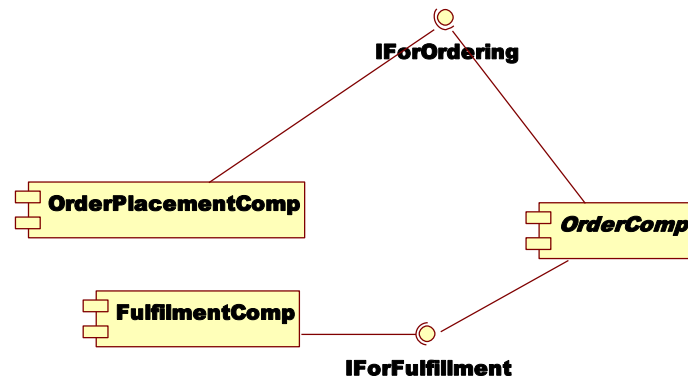 IForOrdering
OrderPlacementComp
OrderComp
FulfilmentComp
IForFulfillment